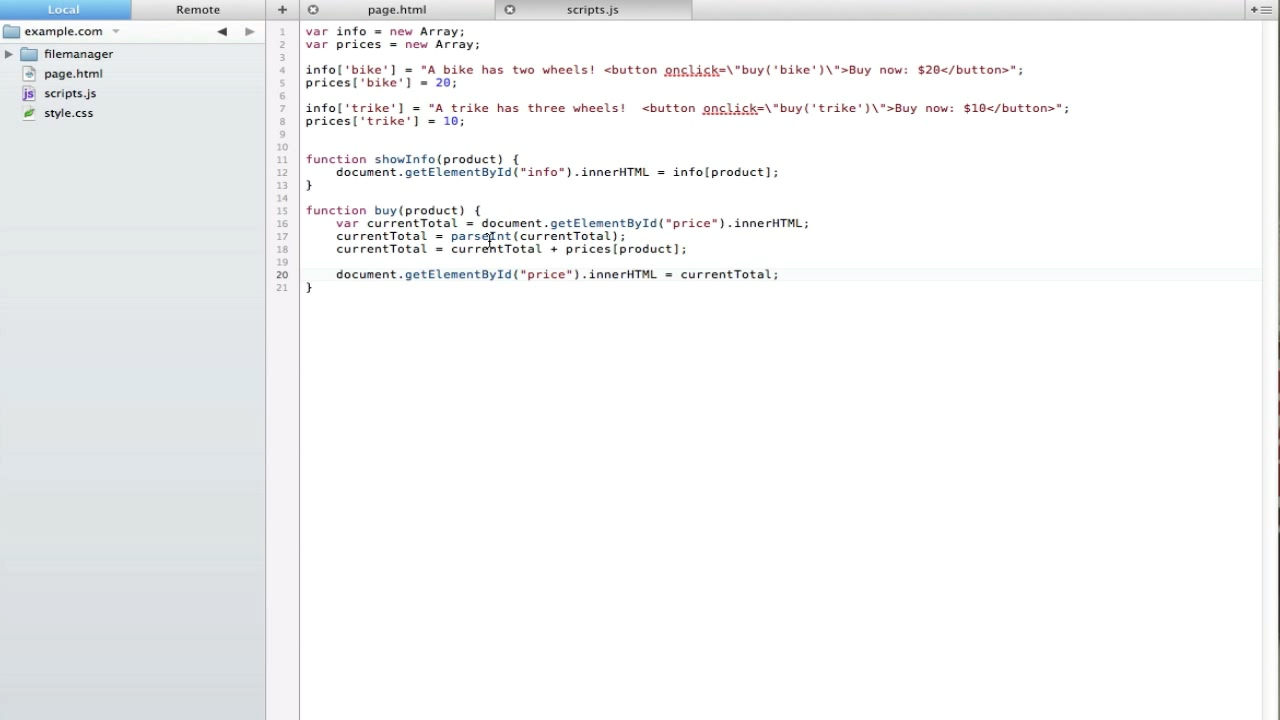 Local
Remote
+
page.html
scripts.js
example.com
filemanager
page.html
js scripts.js
style.css
1 var info = new Array;
2 var prices = new Array;
3
4 info['bike'] = "A bike has two wheels! <button onclick=\"buy('bike')\">Buy now: $20</button>";
5 prices['bike'] = 20;
6
7 info['trike'] = "A trike has three wheels!  <button onclick=\"buy('trike')\">Buy now: $10</button>";
8 prices['trike'] = 10;
9
10
11 function showInfo(product) {
12     document.getElementById("info").innerHTML = info[product];
13 }
14
15 function buy(product) {
16     var currentTotal = document.getElementById("price").innerHTML;
17     currentTotal = parseInt(currentTotal);
18     currentTotal = currentTotal + prices[product];
19
20     document.getElementById("price").innerHTML = currentTotal;
21 }